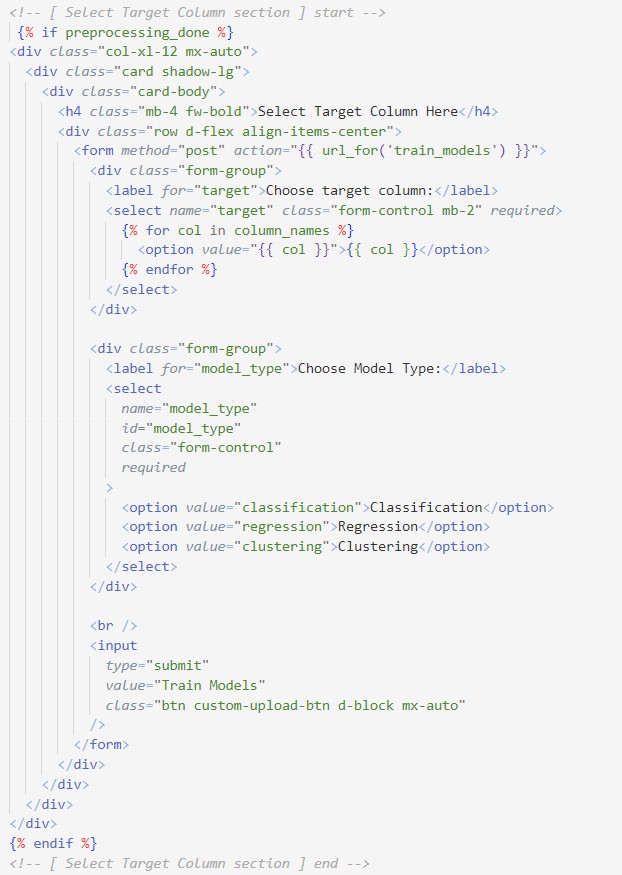 <!-- [ Select Target Column section ] start -->
{% if preprocessing_done %}
<div class="col-xl-12 mx-auto">
<div class="card shadow-lg">
<div class="card-body">
<h4 class="mb-4 fw-bold">Select Target Column Here</h4>
<div class="row d-flex align-items-center">
<form method="post" action="{{ url_for('train_models') }}">
<div class="form-group">
<label for="target">Choose target column:</label>
<select name="target" class="form-control mb-2" required>
{% for col in column_names %}
<option value="{{ col }}">{{ col }}</option>
{% endfor %}
</select>
</div>
<div class="form-group">
<label for="model_type">Choose Model Type:</label>
<select
name="model_type"
id="model_type"
class="form-control"
required
>
<option value="classification">Classification</option>
<option value="regression">Regression</option>
<option value="clustering">Clustering</option>
</select>
</div>
<br />
<input
type="submit"
value="Train Models"
class="btn custom-upload-btn d-block mx-auto"
/>
</form>
</div>
</div>
</div>
</div>
{% endif %}
<!-- [ Select Target Column section ] end -->